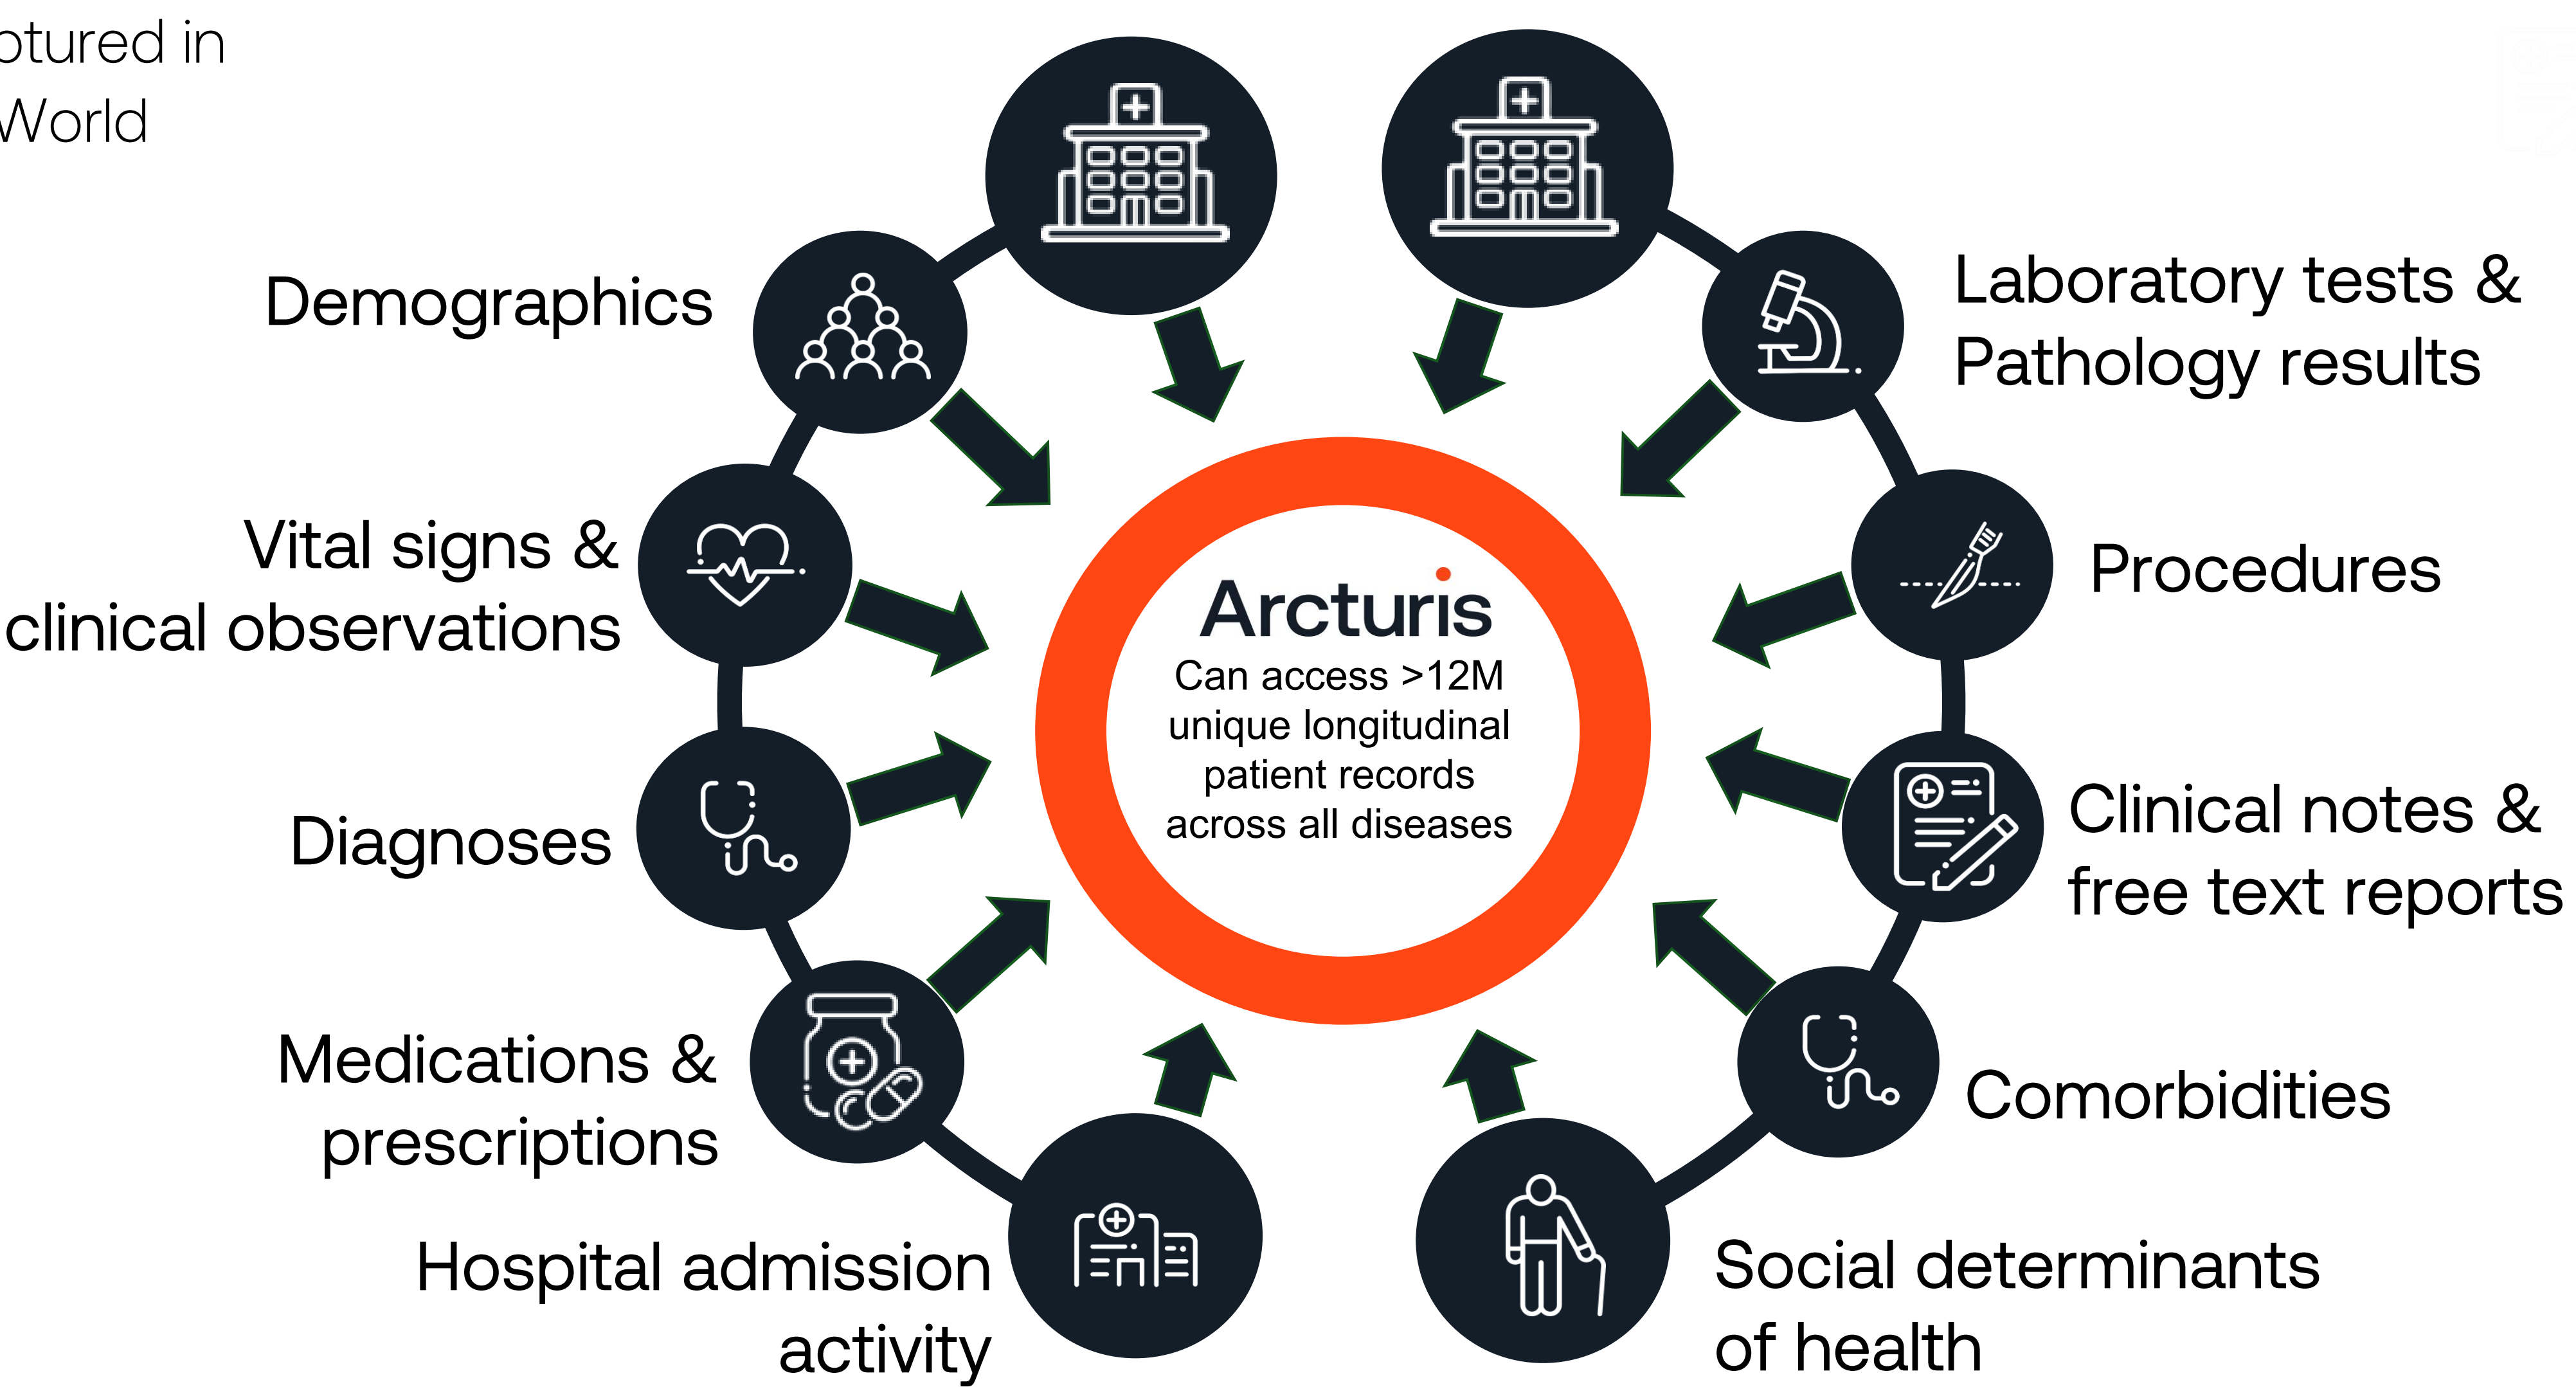 ptured in
World
Demographics
Vital signs &
clinical observations
Diagnoses
Medications &
prescriptions
Hospital admission
activity
Arcturis
Can access >12M
unique longitudinal
patient records
across all diseases
Laboratory tests &
Pathology results
Procedures
Clinical notes &
free text reports
Comorbidities
Social determinants
of health